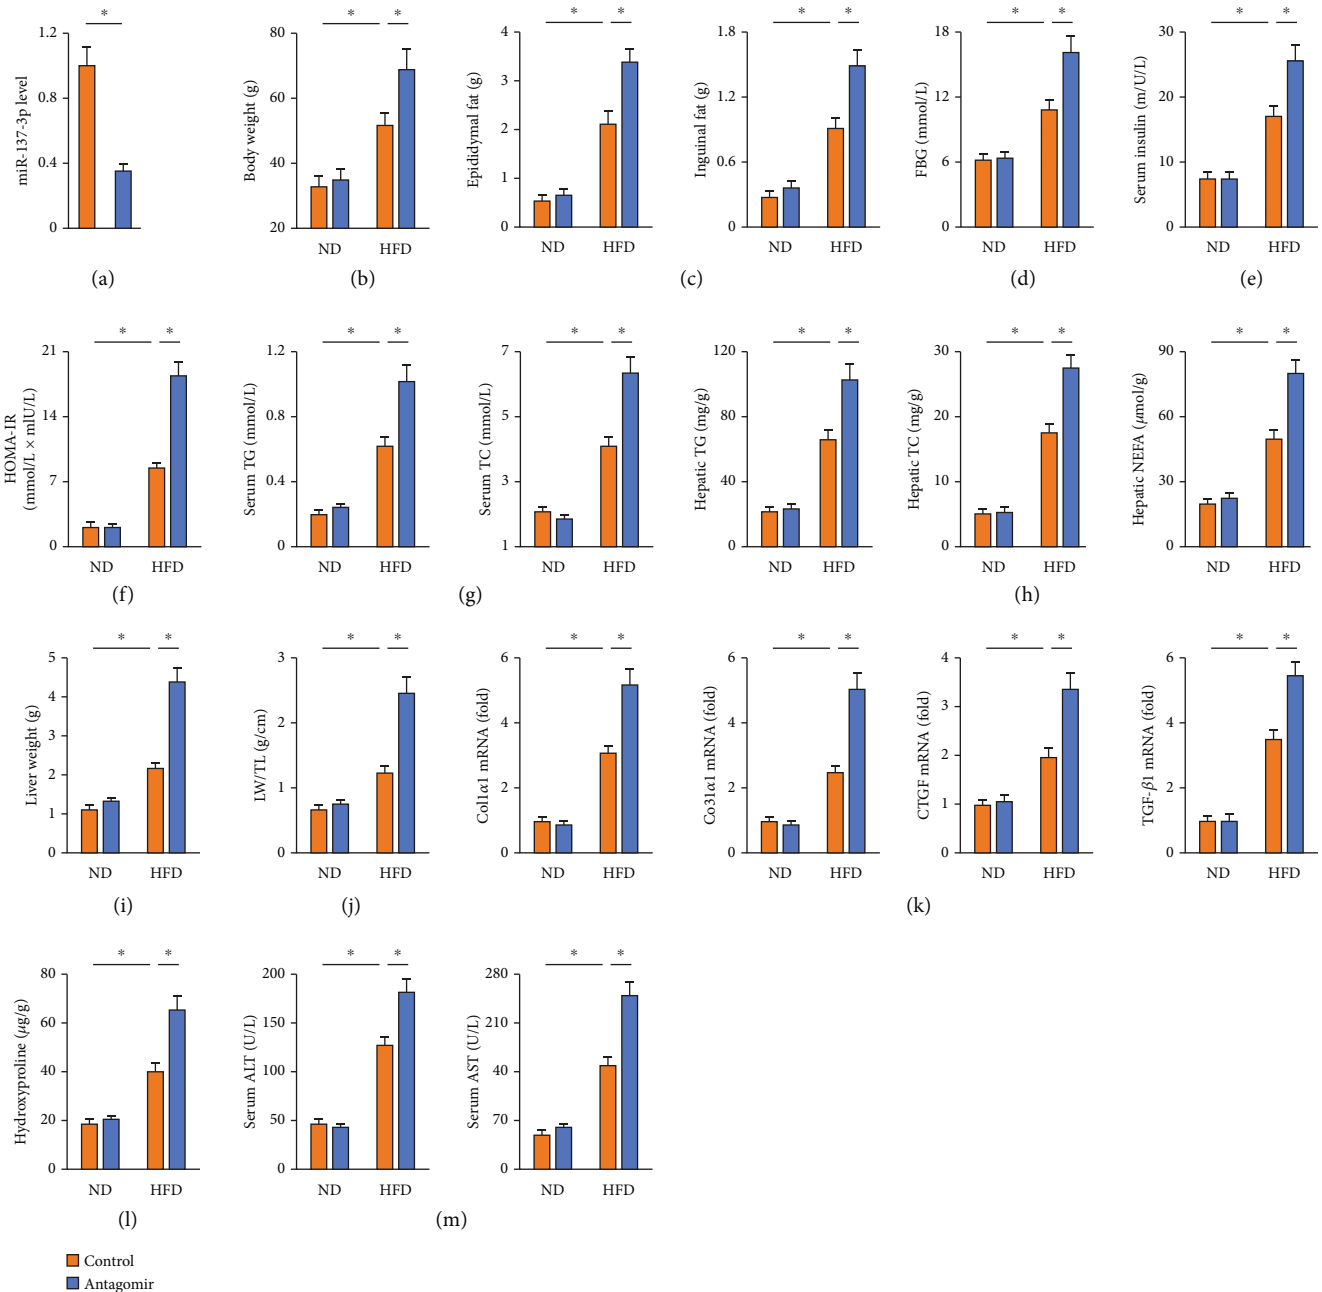 *
miR-137-3p level
1.2
0.8
0.4
0
(a)
* *
Body weight (g)
80
60
40
20
ND HFD
(b)
* *
Epididymal fat (g)
4
3
2
1
0
ND HFD
* *
Inguinal fat (g)
1.8
1.2
0.6
0
ND HFD
(c)
* *
FBG (mmol/L)
18
12
6
0
ND HFD
(d)
* *
Serum insulin (m/U/L)
30
20
10
0
ND HFD
(e)
* *
HOMA-IR
(mmol/L × mlU/L)
21
14
7
0
ND HFD
(f)
* *
Serum TG (mmol/L)
1.2
0.8
0.4
0
ND HFD
* *
Serum TC (mmol/L)
7
5
3
1
ND HFD
(g)
* *
Hepatic TG (mg/g)
120
80
40
0
ND HFD
* *
Hepatic TC (mg/g)
30
20
10
0
ND HFD
(h)
* *
Hepatic NEFA (μmol/g)
90
60
30
0
ND HFD
* *
Liver weight (g)
5
4
3
2
1
0
ND HFD
(i)
* *
LW/TL (g/cm)
3
2
1
0
ND HFD
(j)
* *
Col1α1 mRNA (fold)
6
4
2
0
ND HFD
* *
Co31α1 mRNA (fold)
6
4
2
0
ND HFD
* *
CTGF mRNA (fold)
4
3
2
1
0
ND HFD
(k)
* *
TGF-β1 mRNA (fold)
6
4
2
0
ND HFD
* *
Hydroxyproline (μg/g)
80
60
40
20
0
ND HFD
(l)
* *
Serum ALT (U/L)
200
150
100
50
0
ND HFD
* *
Serum AST (U/L)
280
210
40
70
0
ND HFD
(m)
Control
Antagomir